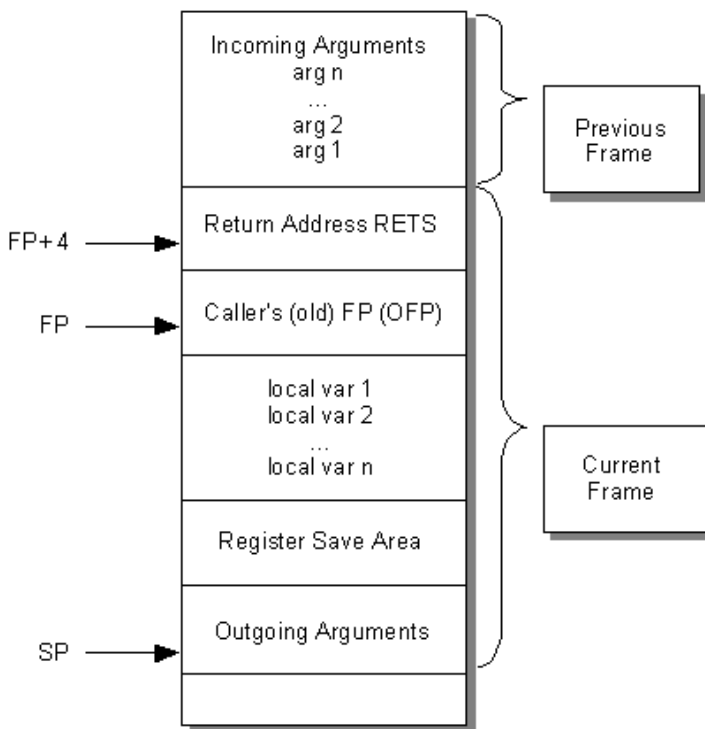 Incoming Arguments
arg n
...
arg 2
arg 1
Previous
Frame
Return Address RETS
FP+4
Caller's (old) FP (OFP)
FP
local var 1
local var 2
...
local var n
Current
Frame
Register Save Area
Outgoing Arguments
SP